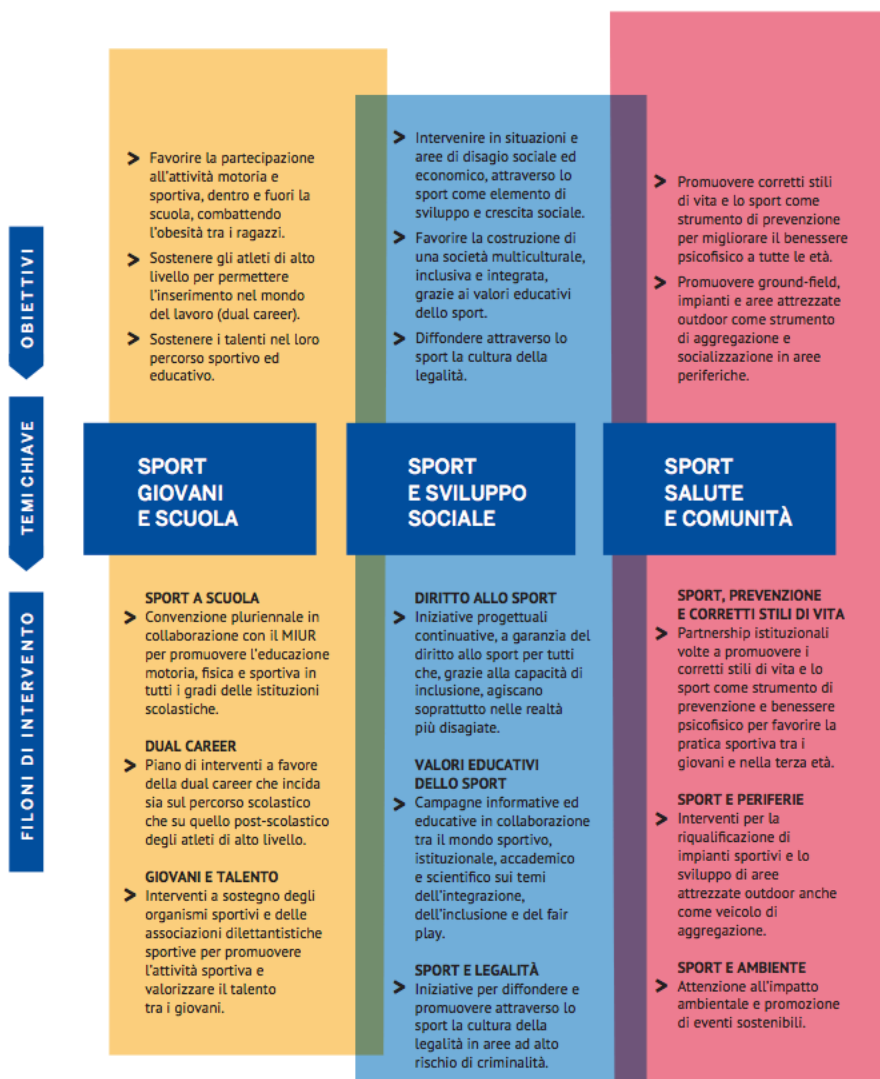 OBIETTIVI
> Favorire la partecipazione
all'attività motoria e
sportiva, dentro e fuori la
scuola, combattendo
l'obesità tra i ragazzi.
> Sostenere gli atleti di alto
livello per permettere
l'inserimento nel mondo
del lavoro (dual career).
> Sostenere i talenti nel loro
percorso sportivo ed
educativo.
> Intervenire in situazioni e
aree di disagio sociale ed
economico, attraverso lo
sport come elemento di
sviluppo e crescita sociale.
> Favorire la costruzione di
una società multiculturale,
inclusiva e integrata,
grazie ai valori educativi
dello sport.
> Diffondere attraverso lo
sport la cultura della
legalità.
> Promuovere corretti stili
di vita e lo sport come
strumento di prevenzione
per migliorare il benessere
psicofisico a tutte le età.
> Promuovere ground-field,
impianti e aree attrezzate
outdoor come strumento
di aggregazione e
socializzazione in aree
periferiche.
TEMI CHIAVE
SPORT
GIOVANI
E SCUOLA
SPORT
E SVILUPPO
SOCIALE
SPORT
SALUTE
E COMUNITÀ
FILONI DI INTERVENTO
SPORT A SCUOLA
> Convenzione pluriennale in
collaborazione con il MIUR
per promuovere l'educazione
motoria, fisica e sportiva in
tutti i gradi delle istituzioni
scolastiche.
DUAL CAREER
> Piano di interventi a favore
della dual career che incida
sia sul percorso scolastico
che su quello post-scolastico
degli atleti di alto livello.
GIOVANI E TALENTO
> Interventi a sostegno degli
organismi sportivi e delle
associazioni dilettantistiche
sportive per promuovere
l'attività sportiva e
valorizzare il talento
tra i giovani.
DIRITTO ALLO SPORT
> Iniziative progettuali
continuative, a garanzia del
diritto allo sport per tutti
che, grazie alla capacità di
inclusione, agiscano
soprattutto nelle realtà
più disagiate.
VALORI EDUCATIVI
DELLO SPORT
> Campagne informative ed
educative in collaborazione
tra il mondo sportivo,
istituzionale, accademico
e scientifico sui temi
dell'integrazione,
dell'inclusione e del fair
play.
SPORT E LEGALITÀ
> Iniziative per diffondere e
promuovere attraverso lo
sport la cultura della
legalità in aree ad alto
rischio di criminalità.
SPORT, PREVENZIONE
E CORRETTI STILI DI VITA
> Partnership istituzionali
volte a promuovere i
corretti stili di vita e lo
sport come strumento di
prevenzione e benessere
psicofisico per favorire la
pratica sportiva tra i
giovani e nella terza età.
SPORT E PERIFERIE
> Interventi per la
riqualificazione di
impianti sportivi e lo
sviluppo di aree
attrezzate outdoor anche
come veicolo di
aggregazione.
SPORT E AMBIENTE
> Attenzione all'impatto
ambientale e promozione
di eventi sostenibili.